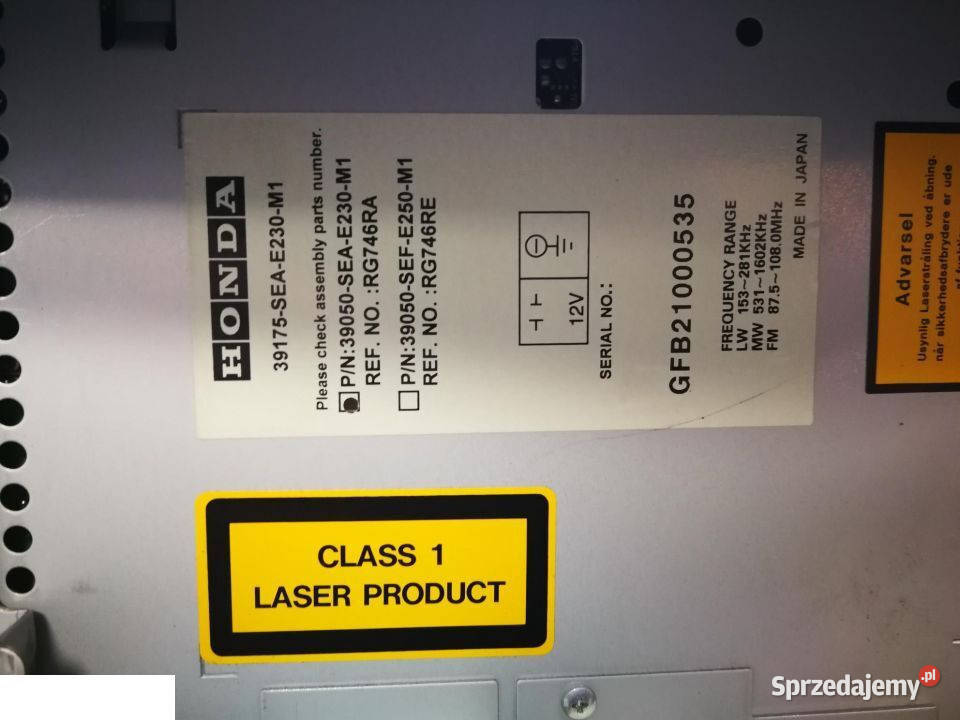 HONDA
39175-SEA-E230-M1
Please check assembly parts number.
P/N:39050-SEA-E230-M1
REF. NO. :RG746RA
P/N:39050-SEF-E250-M1
REF. NO. :RG746RE
12V
SERIAL NO.:
GFB21000535
FREQUENCY RANGE
LW 153~281KHz
MW 531~1602KHz
FM 87.5~108.0MHz
MADE IN JAPAN
Advarsel
Usynlig Laserstråling ved åbning.
når sikkerhedsafbrydere er ude
CLASS 1
LASER PRODUCT
Sprzedajemy.pl